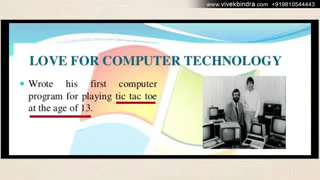 www.vivekbindra.com +919810544443
LOVE FOR COMPUTER TECHNOLOGY
• Wrote his first computer
program for playing tic tac toe
at the age of 13.